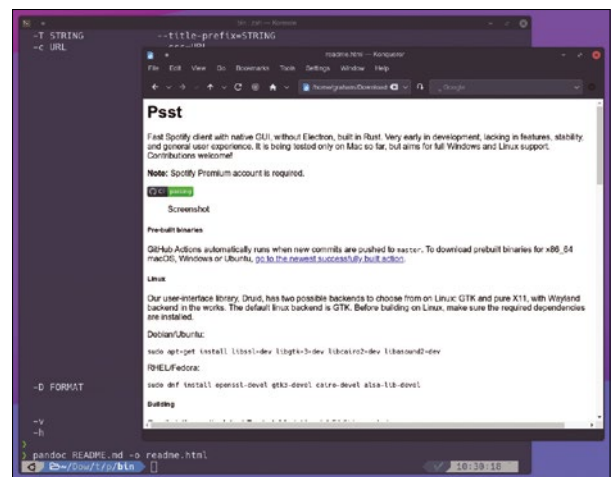 bin : zsh — Konsole
-T STRING --title-prefix=STRING
-c URL --css=URL
readme.html — Konqueror
File Edit View Go Bookmarks Tools Settings Window Help
/home/graham/Download
Google
Psst
Fast Spotify client with native GUI, without Electron, built in Rust. Very early in development, lacking in features, stability,
and general user experience. It is being tested only on Mac so far, but aims for full Windows and Linux support.
Contributions welcome!
Note: Spotify Premium account is required.
CI passing
Screenshot
Pre-built binaries
GitHub Actions automatically runs when new commits are pushed to master. To download prebuilt binaries for x86_64
macOS, Windows or Ubuntu, go to the newest successfully built action.
Linux
Our user-interface library, Druid, has two possible backends to choose from on Linux: GTK and pure X11, with Wayland
backend in the works. The default linux backend is GTK. Before building on Linux, make sure the required dependencies
are installed.
Debian/Ubuntu:
sudo apt-get install libssl-dev libgtk-3-dev libcairo2-dev libasound2-dev
RHEL/Fedora:
sudo dnf install openssl-devel gtk3-devel cairo-devel alsa-lib-devel
Building
-D FORMAT
-v
-h
pandoc README.md -o readme.html
~/Dow/t/p/bin 10:30:18